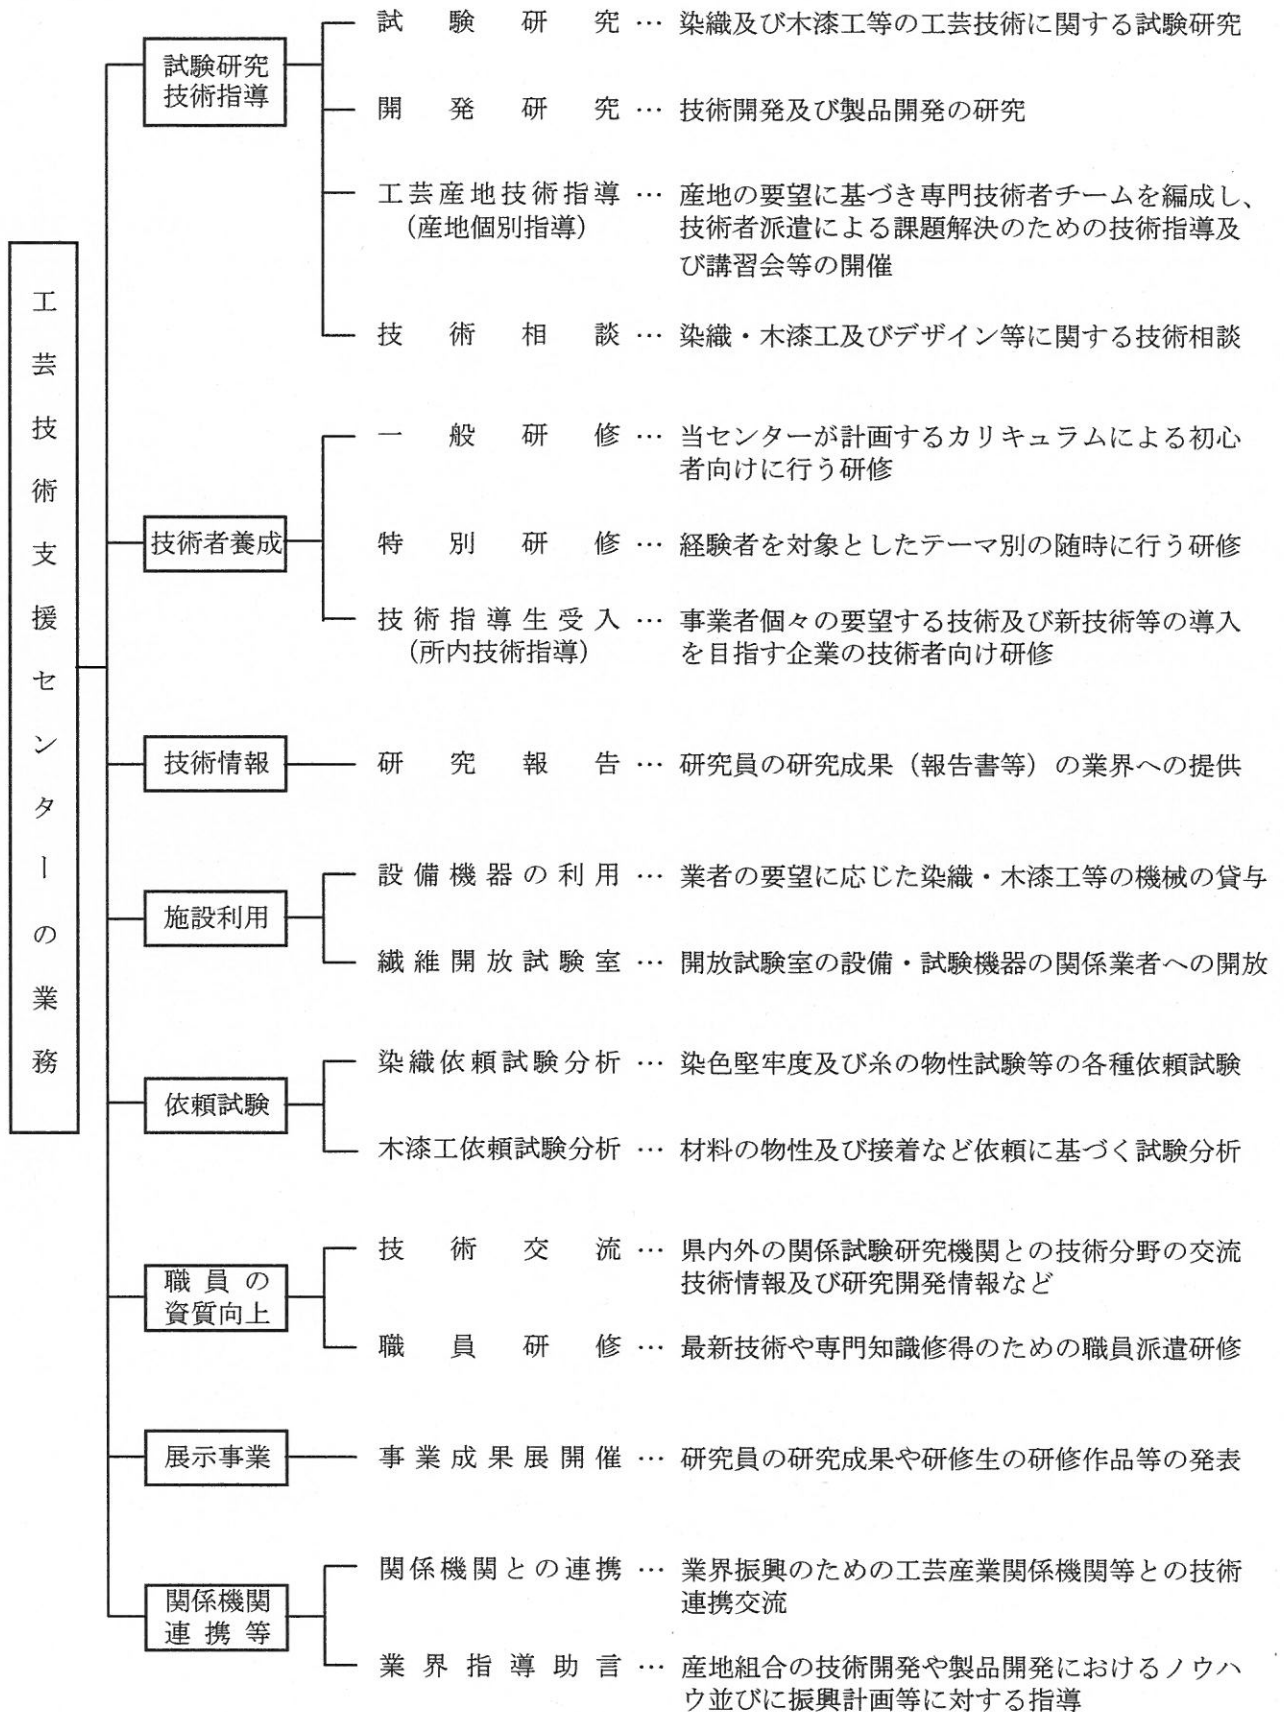 工芸技術支援センターの業務
試験研究
技術指導
試験研究 … 染織及び木漆工等の工芸技術に関する試験研究
開発研究 … 技術開発及び製品開発の研究
工芸産地技術指導 … 産地の要望に基づき専門技術者チームを編成し、
(産地個別指導) 技術者派遣による課題解決のための技術指導及
び講習会等の開催
技術相談 … 染織・木漆工及びデザイン等に関する技術相談
技術者養成
一般研修 … 当センターが計画するカリキュラムによる初心
者向けに行う研修
特別研修 … 経験者を対象としたテーマ別の随時に行う研修
技術指導生受入 … 事業者個々の要望する技術及び新技術等の導入
(所内技術指導) を目指す企業の技術者向け研修
技術情報
研究報告 … 研究員の研究成果（報告書等）の業界への提供
施設利用
設備機器の利用 … 業者の要望に応じた染織・木漆工等の機械の貸与
繊維開放試験室 … 開放試験室の設備・試験機器の関係業者への開放
依頼試験
染織依頼試験分析 … 染色堅牢度及び糸の物性試験等の各種依頼試験
木漆工依頼試験分析 … 材料の物性及び接着など依頼に基づく試験分析
職員の
資質向上
技術交流 … 県内外の関係試験研究機関との技術分野の交流
技術情報及び研究開発情報など
職員研修 … 最新技術や専門知識修得のための職員派遣研修
展示事業
事業成果展開催 … 研究員の研究成果や研修生の研修作品等の発表
関係機関
連携等
関係機関との連携 … 業界振興のための工芸産業関係機関等との技術
連携交流
業界指導助言 … 産地組合の技術開発や製品開発におけるノウハ
ウ並びに振興計画等に対する指導